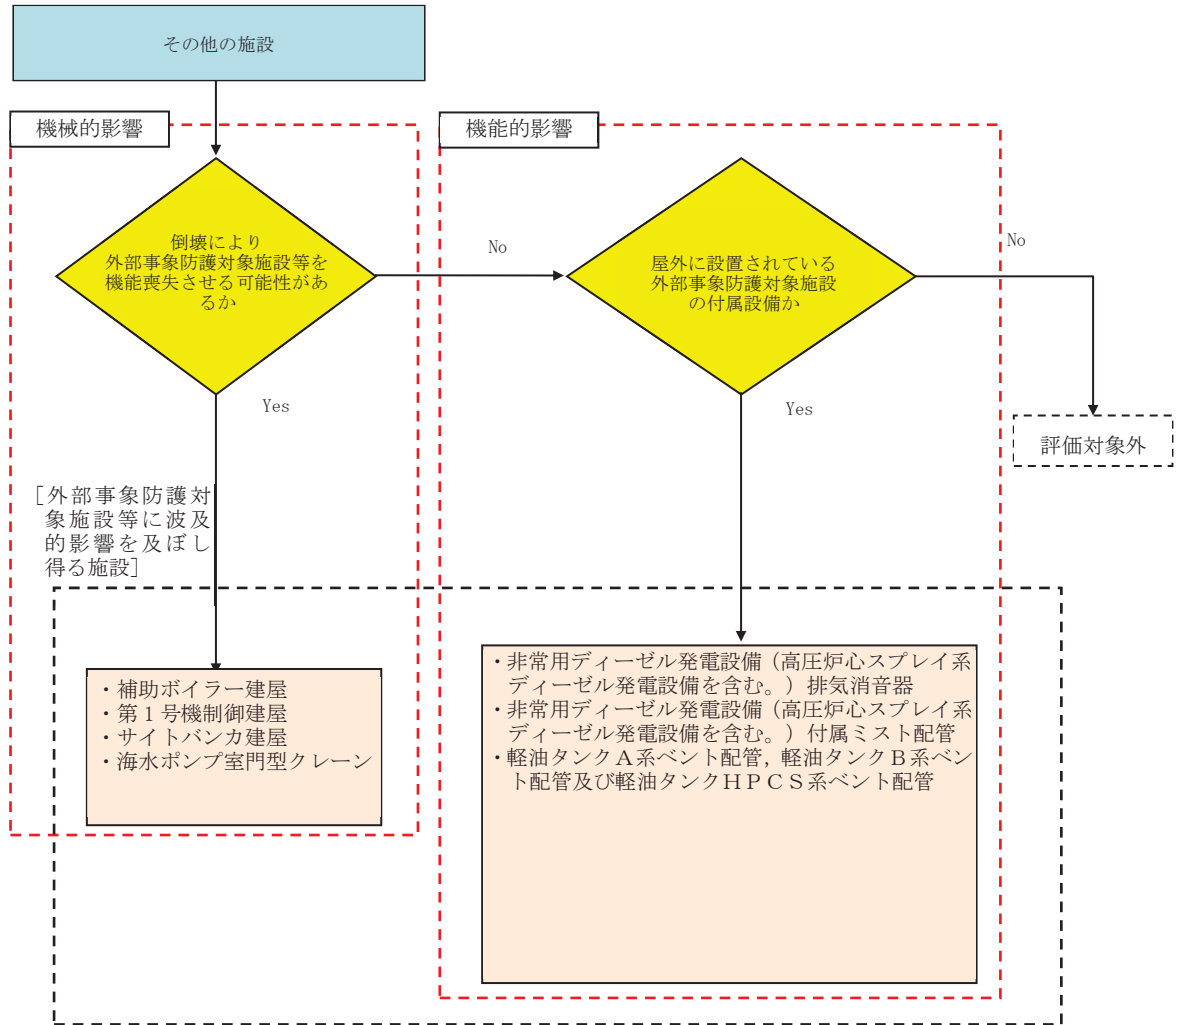 その他の施設
機械的影響
機能的影響
倒壊により
外部事象防護対象施設等を
機能喪失させる可能性があ
るか
No
屋外に設置されている
外部事象防護対象施設
の付属設備か
No
Yes
Yes
評価対象外
[外部事象防護対
象施設等に波及
的影響を及ぼし
得る施設]
・補助ボイラー建屋
・第１号機制御建屋
・サイトバンカ建屋
・海水ポンプ室門型クレーン
・非常用ディーゼル発電設備（高圧炉心スプレイ系
ディーゼル発電設備を含む。）排気消音器
・非常用ディーゼル発電設備（高圧炉心スプレイ系
ディーゼル発電設備を含む。）付属ミスト配管
・軽油タンクＡ系ベント配管，軽油タンクＢ系ベン
ト配管及び軽油タンクＨＰＣＳ系ベント配管